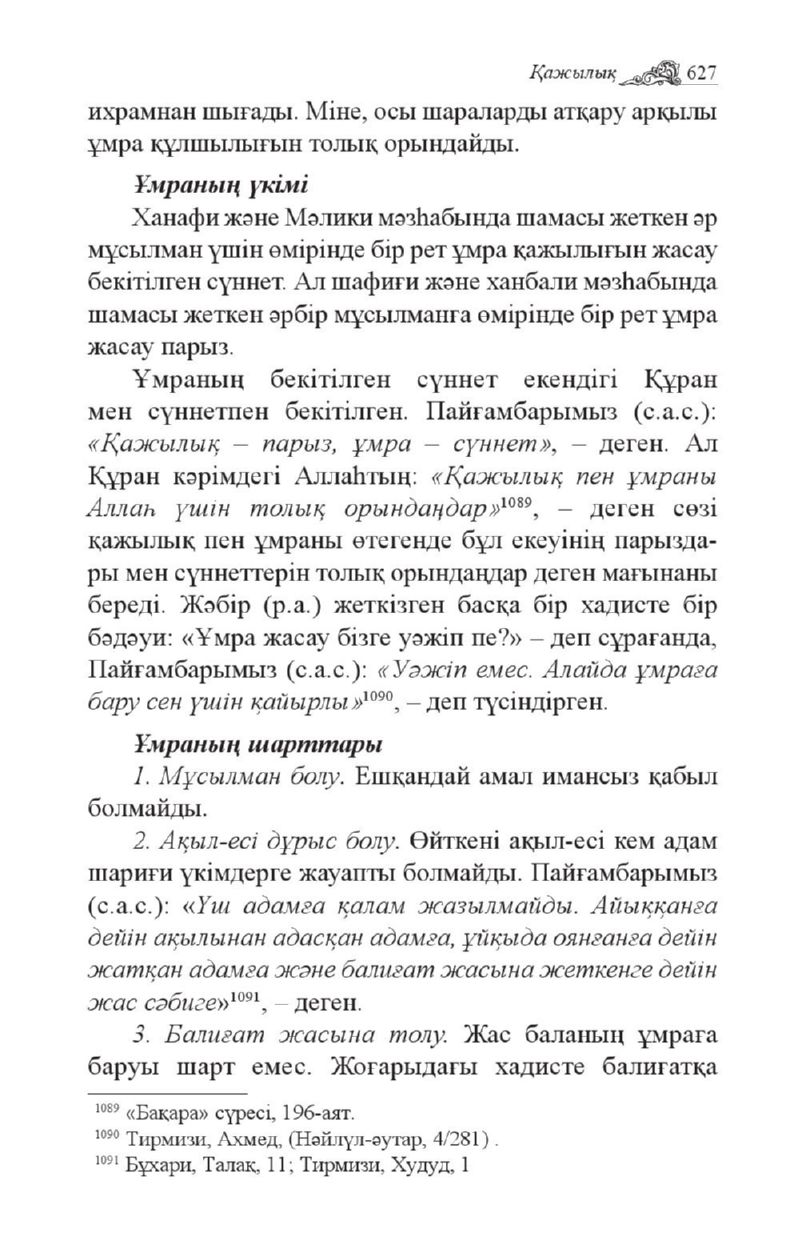 Қажылық 627
ихрамнан шығады. Міне, осы шараларды атқару арқылы
ұмра құлшылығын толық орындайды.
Ұмраның үкімі
Ханафи және Мәлики мәзһабында шамасы жеткен әр
мұсылман үшін өмірінде бір рет ұмра қажылығын жасау
бекітілген сүннет. Ал шафиғи және ханбали мәзһабында
шамасы жеткен әрбір мұсылманға өмірінде бір рет ұмра
жасау парыз.
Ұмраның бекітілген сүннет екендігі Құран
мен сүннетпен бекітілген. Пайғамбарымыз (с.а.с.):
«Қажылық – парыз, ұмра – сүннет», – деген. Ал
Құран кәрімдегі Аллаһтың: «Қажылық пен ұмраны
Аллаһ үшін толық орындаңдар»¹⁰⁸⁹, – деген сөзі
қажылық пен ұмраны өтегенде бұл екеуінің парызда-
ры мен сүннеттерін толық орындаңдар деген мағынаны
береді. Жәбір (р.а.) жеткізген басқа бір хадисте бір
бәдәуи: «Ұмра жасау бізге уәжіп пе?» – деп сұрағанда,
Пайғамбарымыз (с.а.с.): «Уәжіп емес. Алайда ұмраға
бару сен үшін қайырлы»¹⁰⁹⁰, – деп түсіндірген.
Ұмраның шарттары
1. Мұсылман болу. Ешқандай амал имансыз қабыл
болмайды.
2. Ақыл-есі дұрыс болу. Өйткені ақыл-есі кем адам
шариғи үкімдерге жауапты болмайды. Пайғамбарымыз
(с.а.с.): «Үш адамға қалам жазылмайды. Айыққанға
дейін ақылынан адасқан адамға, ұйқыда оянғанға дейін
жатқан адамға және балиғат жасына жеткенге дейін
жас сәбиге»¹⁰⁹¹, – деген.
3. Балиғат жасына толу. Жас баланың ұмраға
баруы шарт емес. Жоғарыдағы хадисте балиғатқа
¹⁰⁸⁹ «Бақара» сүресі, 196-аят.
¹⁰⁹⁰ Тирмизи, Ахмед, (Нәйлүл-әутар, 4/281) .
¹⁰⁹¹ Бұхари, Талақ, 11; Тирмизи, Худуд, 1